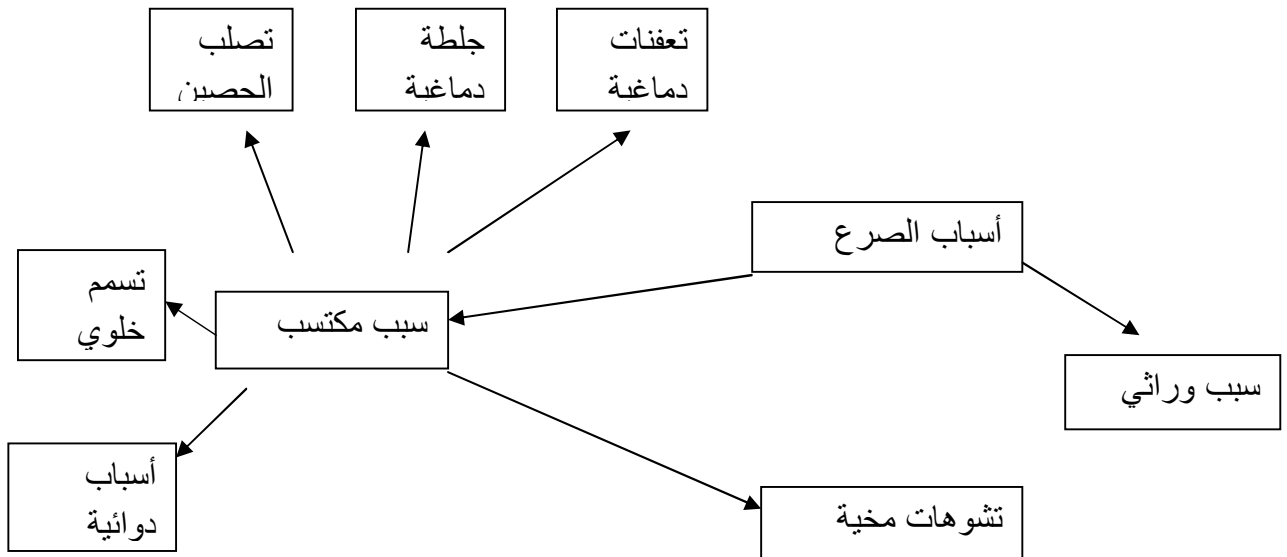 تعفنات
دماغية
جلطة
دماغية
تصلب
الحصين
أسباب الصرع
تسمم
خلوي
سبب مكتسب
سبب وراثي
أسباب
دوائية
تشوهات مخية